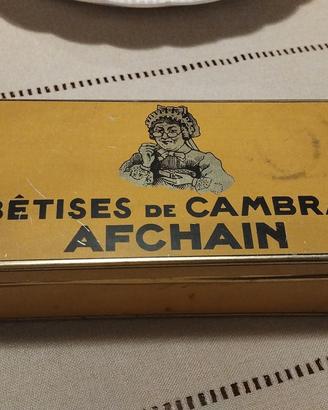 BÊTISES DE CAMBRA
AFCHAIN